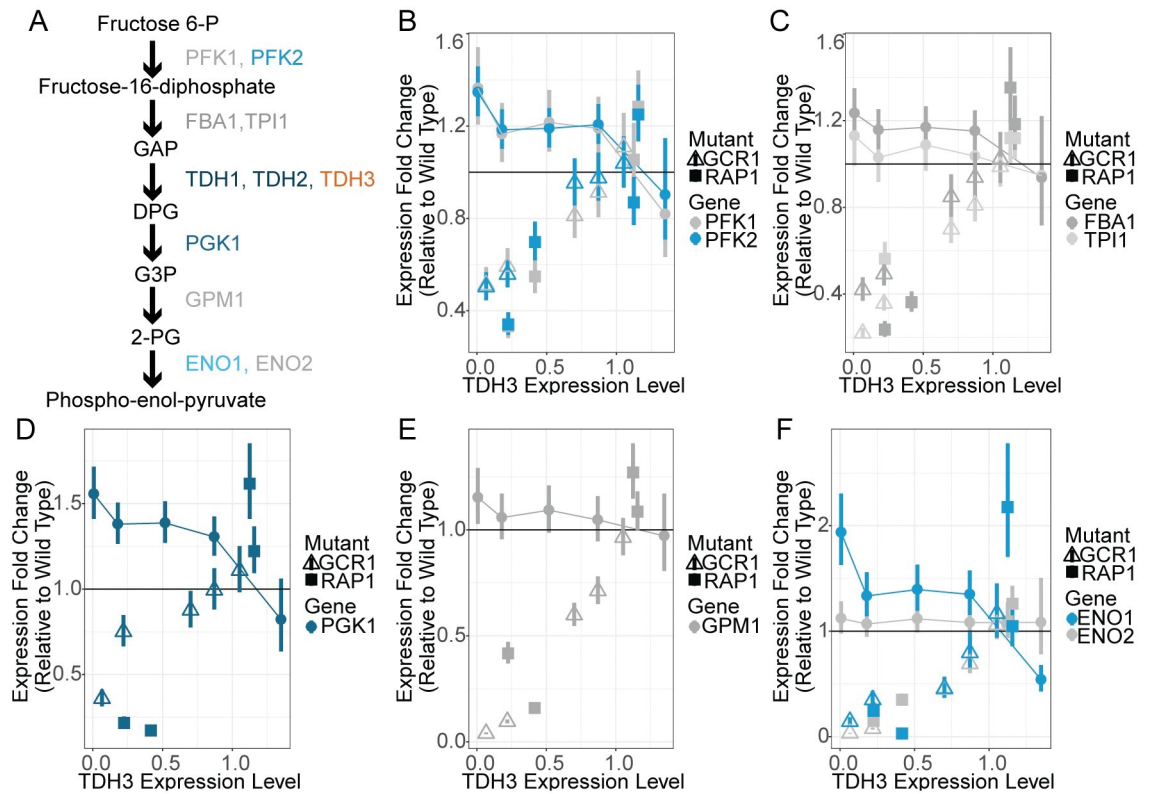 A
Fructose 6-P
PFK1, PFK2
Fructose-16-diphosphate
FBA1,TPI1
GAP
TDH1, TDH2, TDH3
DPG
PGK1
G3P
GPM1
2-PG
ENO1, ENO2
Phospho-enol-pyruvate
B
Expression Fold Change
(Relative to Wild Type)
1.6
1.2
0.8
0.4
0.0 0.5 1.0
TDH3 Expression Level
Mutant
GCR1
RAP1
Gene
PFK1
PFK2
C
Expression Fold Change
(Relative to Wild Type)
1.6
1.2
0.8
0.4
0.0 0.5 1.0
TDH3 Expression Level
Mutant
GCR1
RAP1
Gene
FBA1
TPI1
D
Expression Fold Change
(Relative to Wild Type)
1.5
1.0
0.5
0.0 0.5 1.0
TDH3 Expression Level
Mutant
GCR1
RAP1
Gene
PGK1
E
Expression Fold Change
(Relative to Wild Type)
1.0
0.5
0.0
0.0 0.5 1.0
TDH3 Expression Level
Mutant
GCR1
RAP1
Gene
GPM1
F
Expression Fold Change
(Relative to Wild Type)
2
1
0
0.0 0.5 1.0
TDH3 Expression Level
Mutant
GCR1
RAP1
Gene
ENO1
ENO2